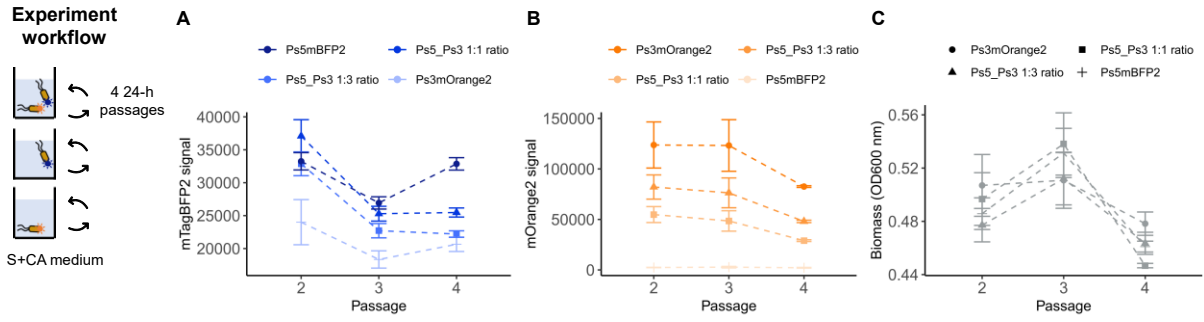 Experiment
workflow
4 24-h
passages
S+CA medium
A
Ps5mBFP2
Ps5_Ps3 1:1 ratio
Ps5_Ps3 1:3 ratio
Ps3mOrange2
mTagBFP2 signal
40000
35000
30000
25000
20000
2
3
4
Passage
B
Ps3mOrange2
Ps5_Ps3 1:3 ratio
Ps5_Ps3 1:1 ratio
Ps5mBFP2
mOrange2 signal
150000
100000
50000
0
2
3
4
Passage
C
Ps3mOrange2
Ps5_Ps3 1:1 ratio
Ps5_Ps3 1:3 ratio
Ps5mBFP2
Biomass (OD600 nm)
0.56
0.52
0.48
0.44
2
3
4
Passage